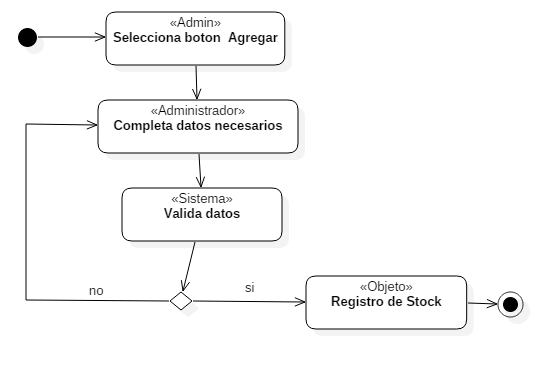 «Admin»
Selecciona boton  Agregar
«Administrador»
Completa datos necesarios
«Sistema»
Valida datos
no
si
«Objeto»
Registro de Stock